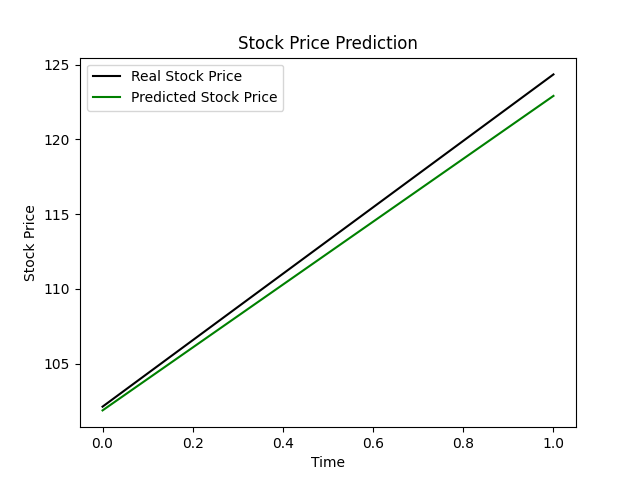 Stock Price Prediction
Real Stock Price
Predicted Stock Price
Stock Price
125
120
115
110
105
0.0 0.2 0.4 0.6 0.8 1.0
Time